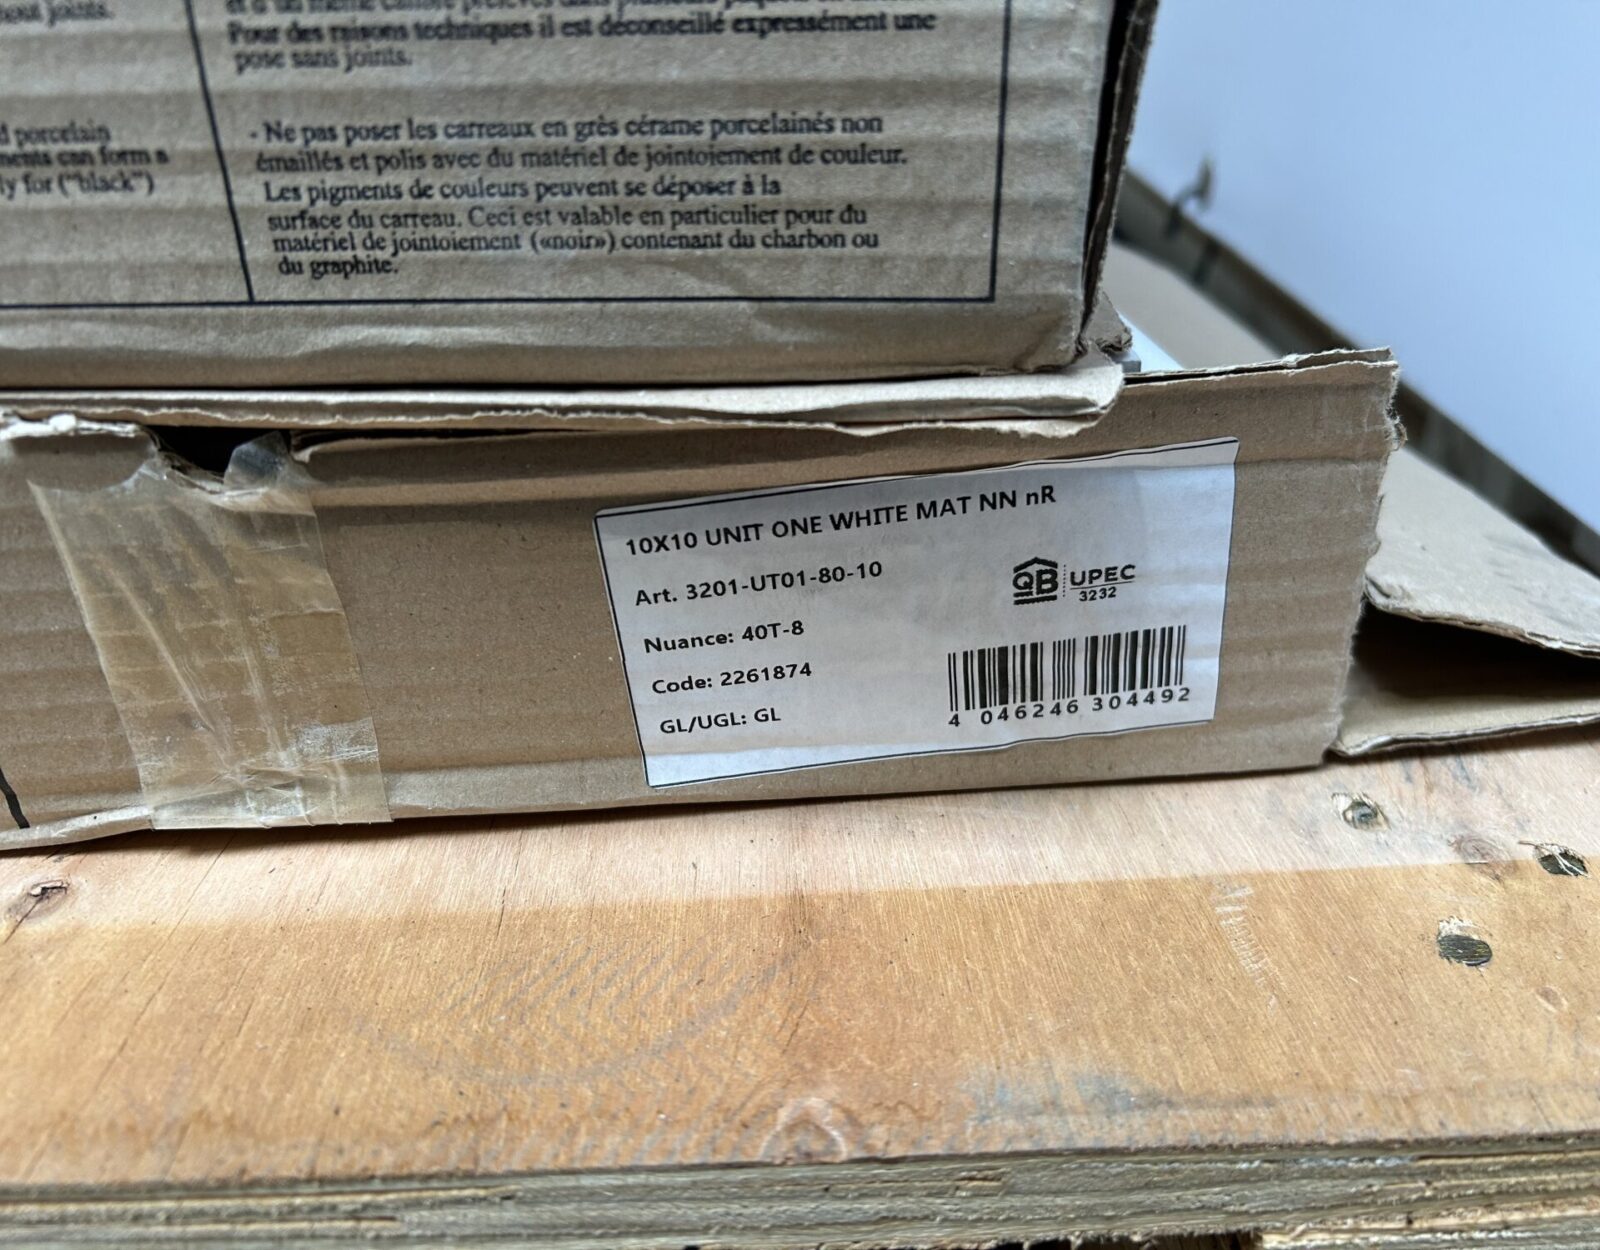 out joints.
Pour des raisons techniques il est déconseillé expressément une
pose sans joints.
d porcelain
ments can form a
ly for ("black")
- Ne pas poser les carreaux en grès cérame porcelainés non
émaillés et polis avec du matériel de jointoiement de couleur.
Les pigments de couleurs peuvent se déposer à la
surface du carreau. Ceci est valable en particulier pour du
matériel de jointoiement («noir») contenant du charbon ou
du graphite.
10X10 UNIT ONE WHITE MAT NN nR
Art. 3201-UT01-80-10
QB UPEC
3232
Nuance: 40T-8
Code: 2261874
GL/UGL: GL
4 046246 304492